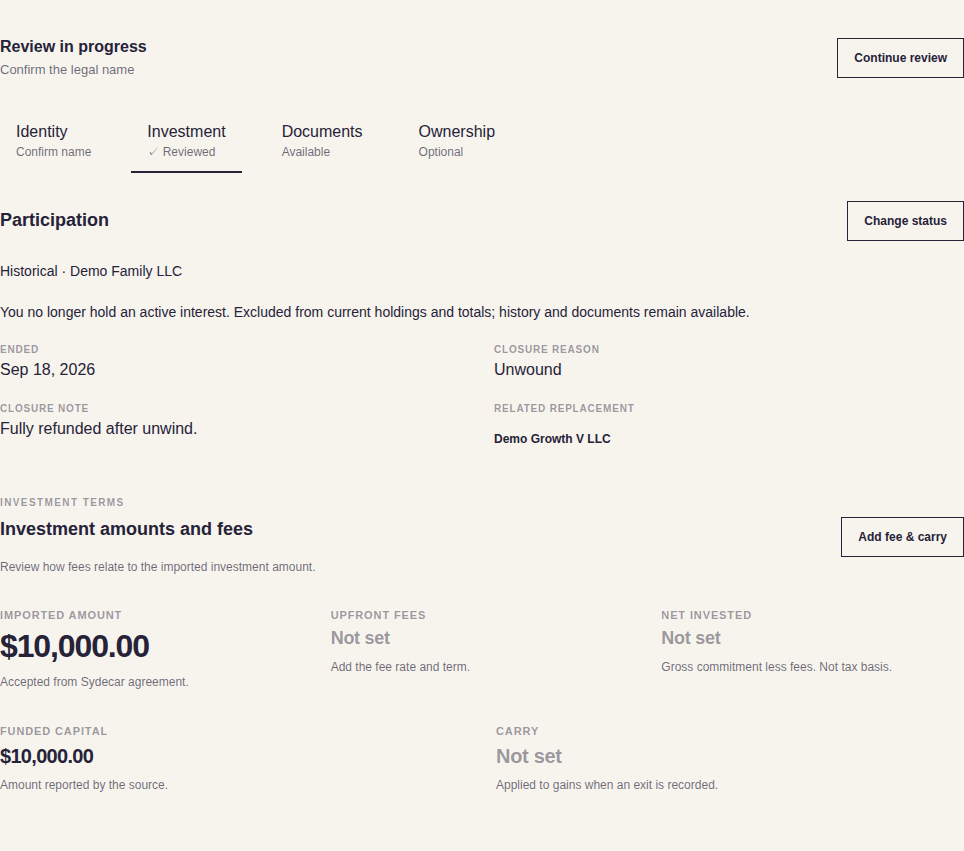 Review in progress
Confirm the legal name
Continue review
Identity
Confirm name
Investment
✓ Reviewed
Documents
Available
Ownership
Optional
Participation
Change status
Historical · Demo Family LLC
You no longer hold an active interest. Excluded from current holdings and totals; history and documents remain available.
ENDED
Sep 18, 2026
CLOSURE REASON
Unwound
CLOSURE NOTE
Fully refunded after unwind.
RELATED REPLACEMENT
Demo Growth V LLC
INVESTMENT TERMS
Investment amounts and fees
Add fee & carry
Review how fees relate to the imported investment amount.
IMPORTED AMOUNT
$10,000.00
Accepted from Sydecar agreement.
UPFRONT FEES
Not set
Add the fee rate and term.
NET INVESTED
Not set
Gross commitment less fees. Not tax basis.
FUNDED CAPITAL
$10,000.00
Amount reported by the source.
CARRY
Not set
Applied to gains when an exit is recorded.